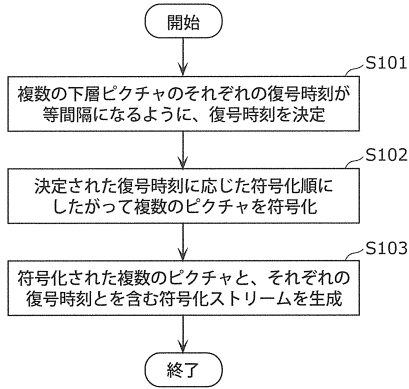 開始
S101
複数の下層ピクチャのそれぞれの復号時刻が
等間隔になるように、復号時刻を決定
S102
決定された復号時刻に応じた符号化順に
したがって複数のピクチャを符号化
S103
符号化された複数のピクチャと、それぞれの
復号時刻とを含む符号化ストリームを生成
終了